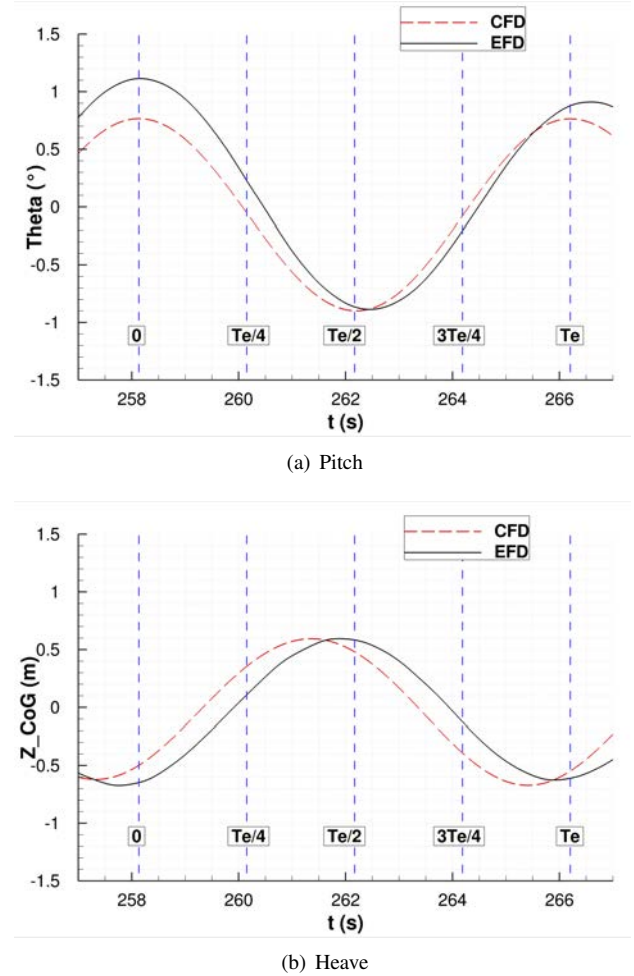 CFD
EFD
1.5
1
0.5
0
-0.5
-1
-1.5
Theta (°)
0 Te/4 Te/2 3Te/4 Te
258 260 262 264 266
t (s)
(a) Pitch
CFD
EFD
1.5
1
0.5
0
-0.5
-1
-1.5
Z_CoG (m)
0 Te/4 Te/2 3Te/4 Te
258 260 262 264 266
t (s)
(b) Heave